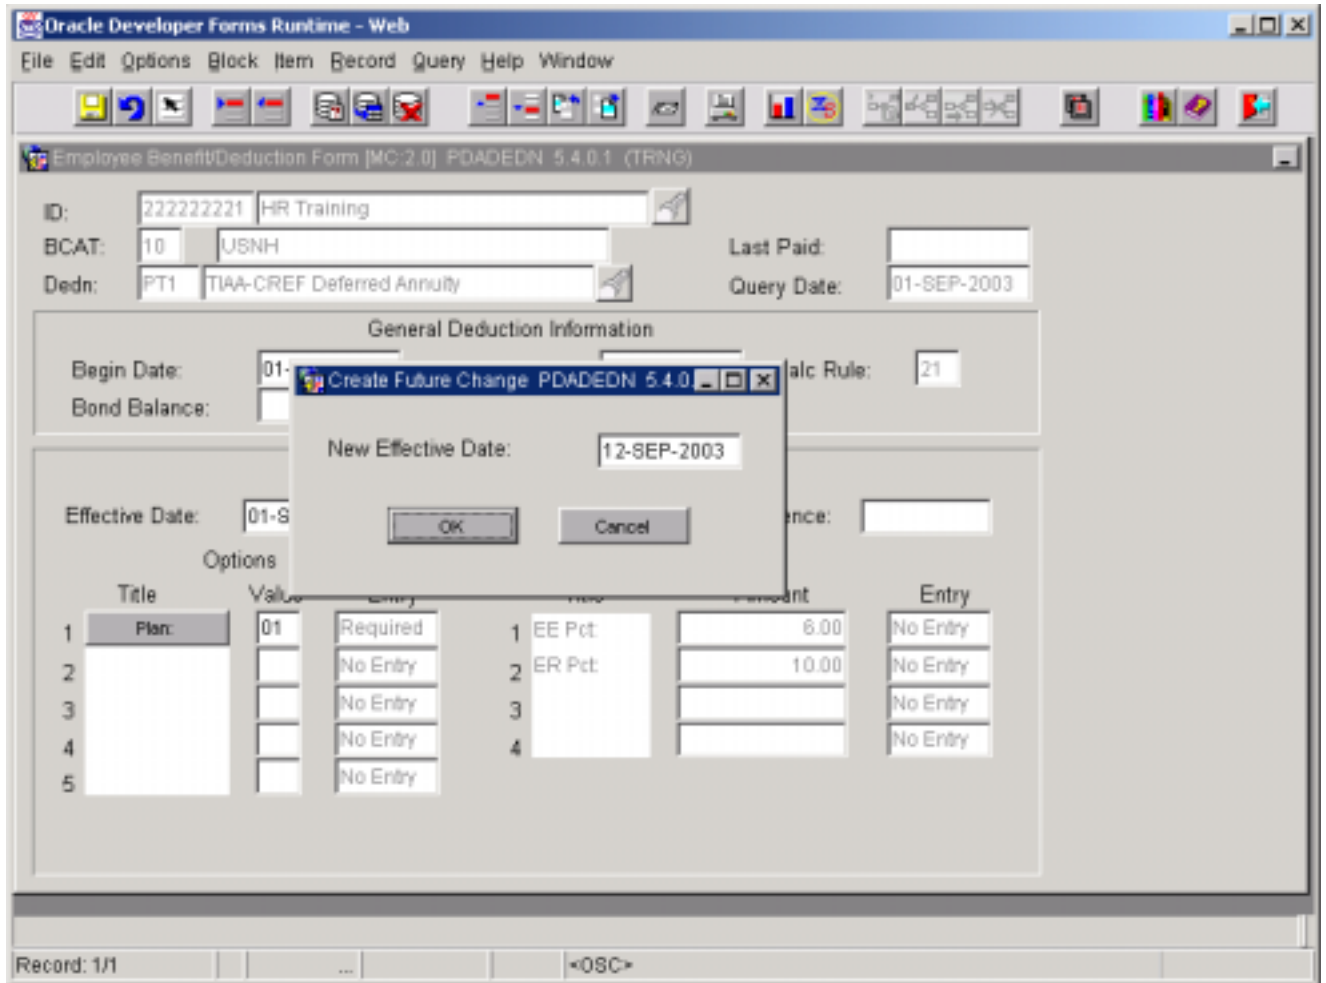 Oracle Developer Forms Runtime - Web
File Edit Options Block Item Record Query Help Window
Employee Benefit/Deduction Form [MC:2.0] PDADEDN 5.4.0.1 (TRNG)
ID: 222222221 HR Training
BCAT: 10 USNH Last Paid:
Dedn: PT1 TIAA-CREF Deferred Annuity Query Date: 01-SEP-2003
General Deduction Information
Begin Date: 01- alc Rule: 21
Create Future Change PDADEDN 5.4.0.
Bond Balance:
New Effective Date: 12-SEP-2003
Effective Date: 01-S ence:
OK Cancel
Options
Title Value Entry Title Amount Entry
1 Plan: 01 Required 1 EE Pct: 6.00 No Entry
2 No Entry 2 ER Pct: 10.00 No Entry
3 No Entry 3 No Entry
4 No Entry 4 No Entry
5 No Entry
Record: 1/1 ... <OSC>